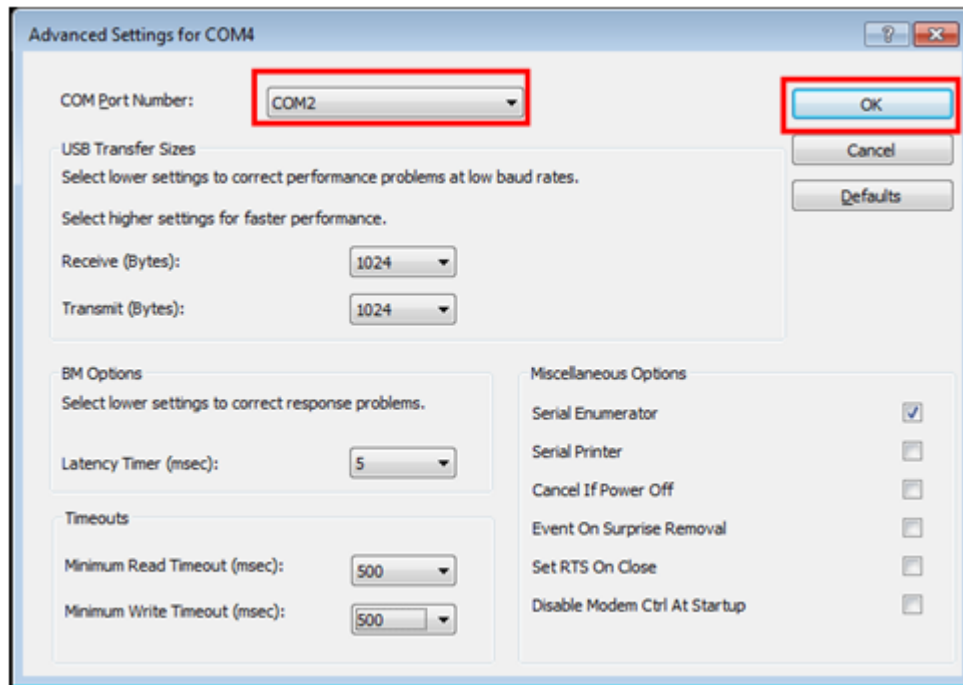 Advanced Settings for COM4
COM Port Number:
COM2
OK
Cancel
Defaults
USB Transfer Sizes
Select lower settings to correct performance problems at low baud rates.
Select higher settings for faster performance.
Receive (Bytes):
1024
Transmit (Bytes):
1024
BM Options
Select lower settings to correct response problems.
Latency Timer (msec):
5
Timeouts
Minimum Read Timeout (msec):
500
Minimum Write Timeout (msec):
500
Miscellaneous Options
Serial Enumerator
Serial Printer
Cancel If Power Off
Event On Surprise Removal
Set RTS On Close
Disable Modem Ctrl At Startup